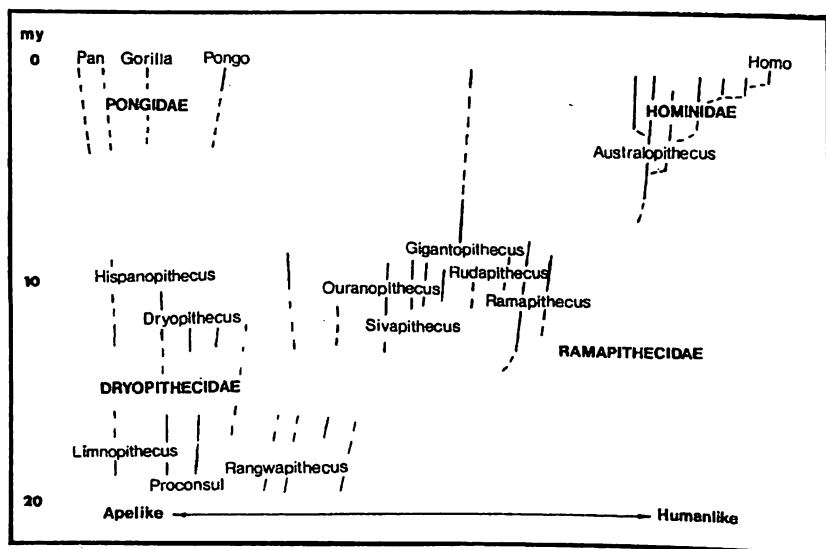 my
0 Pan Gorilla Pongo Homo
PONGIDAE HOMINIDAE
Australopithecus
Gigantopithecus
10 Hispanopithecus Rudapithecus
Ouranopithecus Ramapithecus
Dryopithecus Sivapithecus
RAMAPITHECIDAE
DRYOPITHECIDAE
Limnopithecus Rangwapithecus
Proconsul
20
Apelike Humanlike